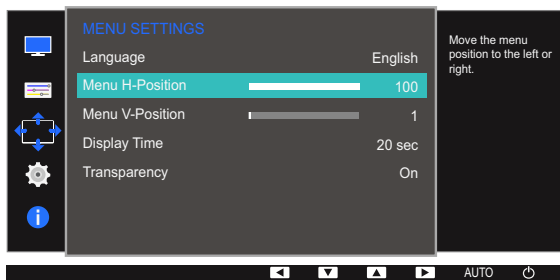 MENU SETTINGS
Language English
Menu H-Position 100
Menu V-Position 1
Display Time 20 sec
Transparency On
Move the menu
position to the left or
right.
AUTO